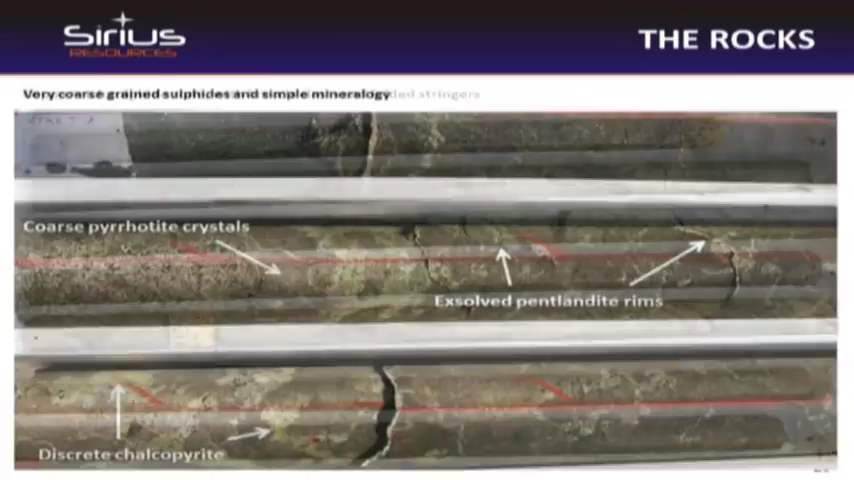 Sirius
RESOURCES
THE ROCKS
Very coarse grained sulphides and simple mineralogy
stringers
Coarse pyrrhotite crystals
Exsolved pentlandite rims
Discrete chalcopyrite